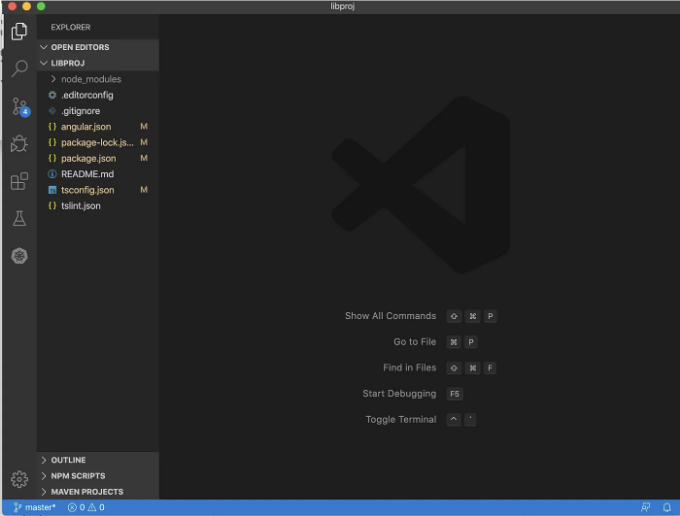 libproj
EXPLORER
OPEN EDITORS
LIBPROJ
node_modules
.editorconfig
.gitignore
angular.json M
package-lock.js... M
package.json M
README.md
tsconfig.json M
tslint.json
4
Show All Commands ⇧ ⌘ P
Go to File ⌘ P
Find in Files ⇧ ⌘ F
Start Debugging F5
Toggle Terminal ^ `
OUTLINE
NPM SCRIPTS
MAVEN PROJECTS
master* 0 0